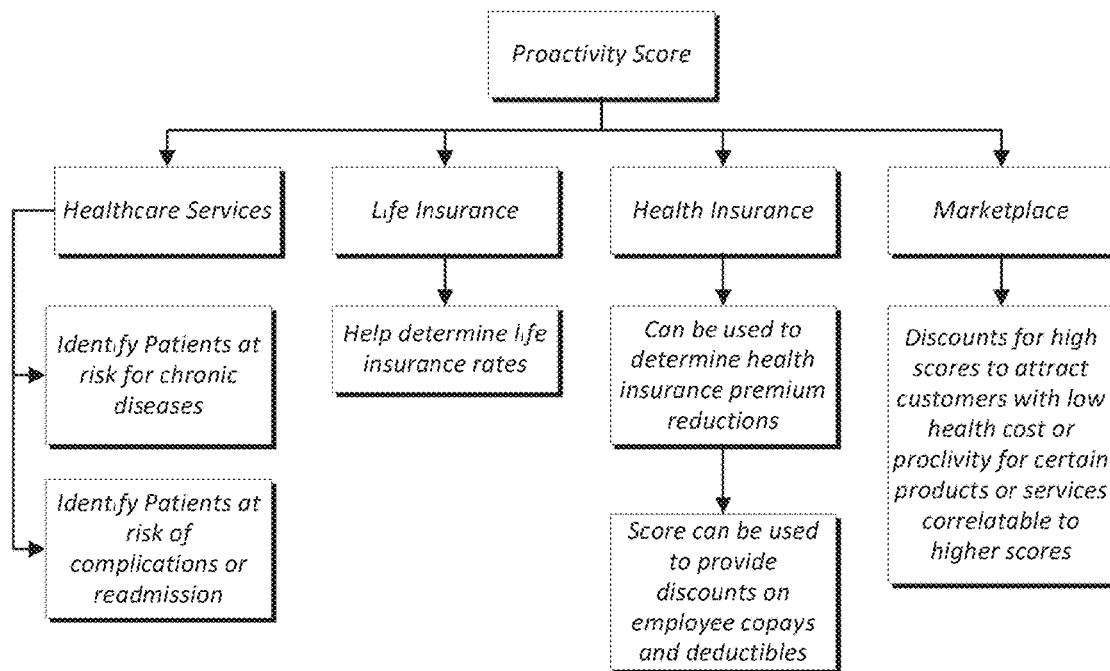 Proactivity Score
Healthcare Services
Life Insurance
Health Insurance
Marketplace
Identify Patients at
risk for chronic
diseases
Identify Patients at
risk of
complications or
readmission
Help determine life
insurance rates
Can be used to
determine health
insurance premium
reductions
Score can be used
to provide
discounts on
employee copays
and deductibles
Discounts for high
scores to attract
customers with low
health cost or
proclivity for certain
products or services
correlatable to
higher scores